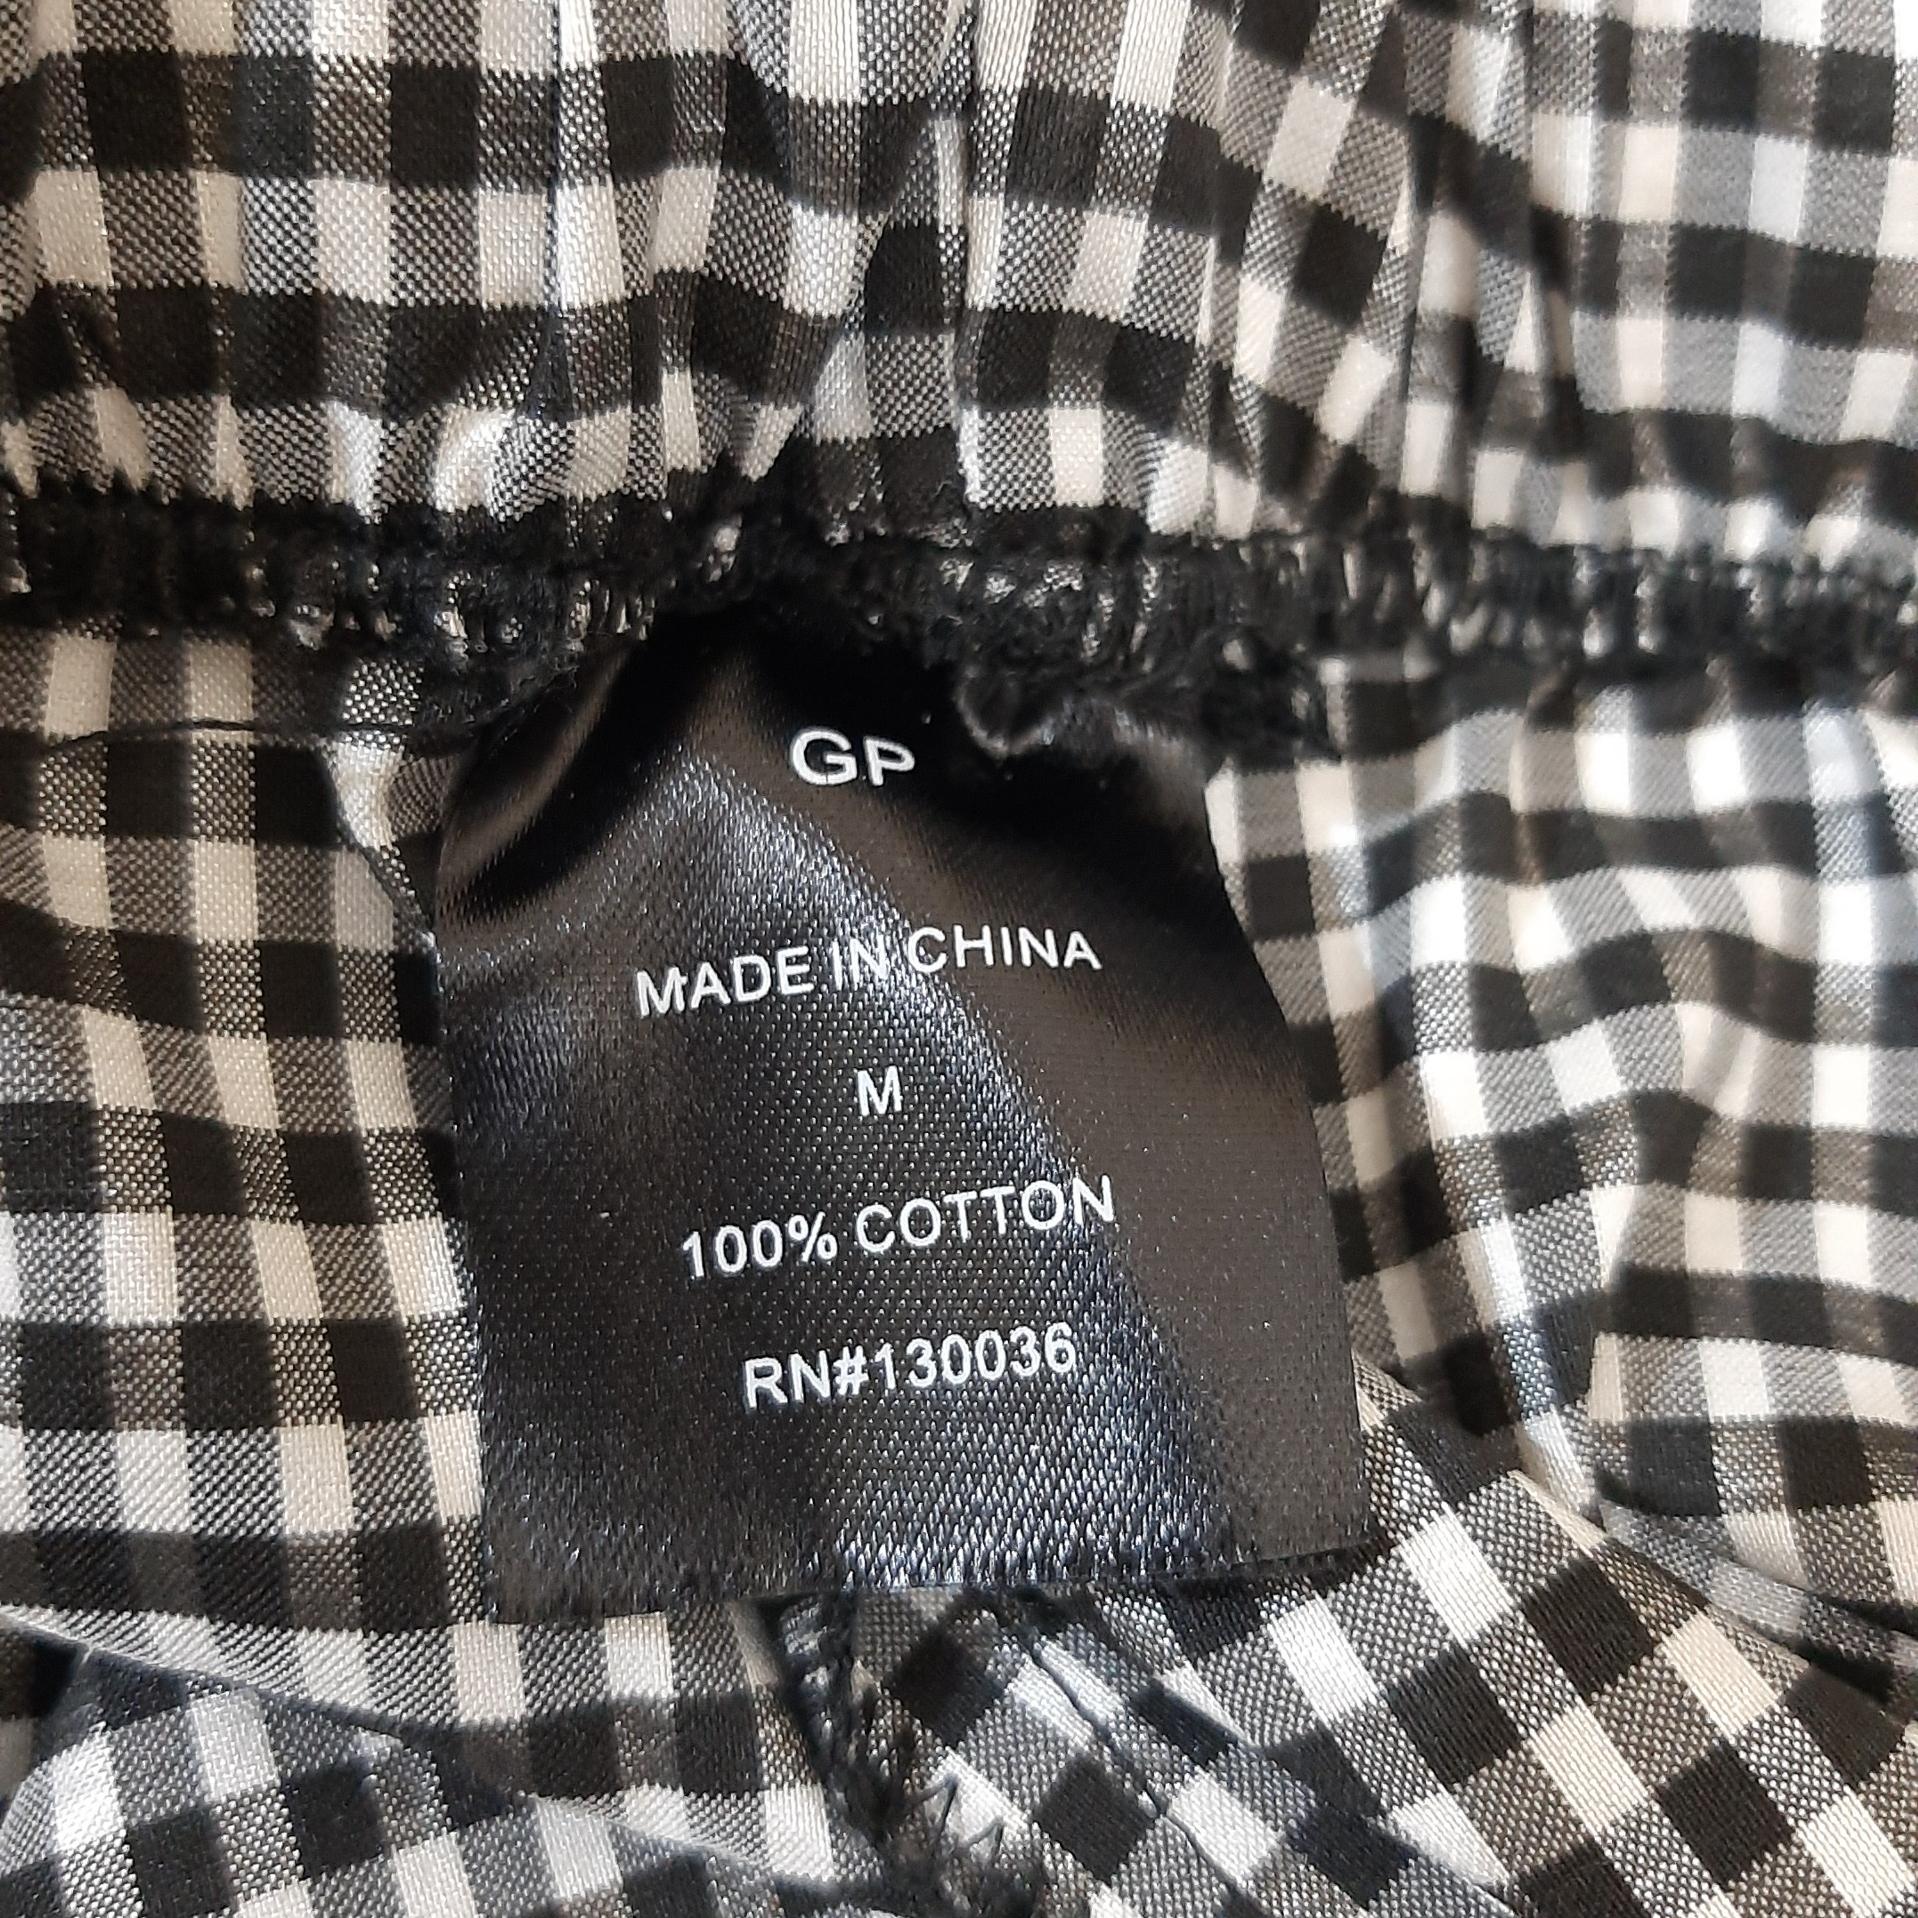 GP
MADE IN CHINA
M
100% COTTON
RN#130036